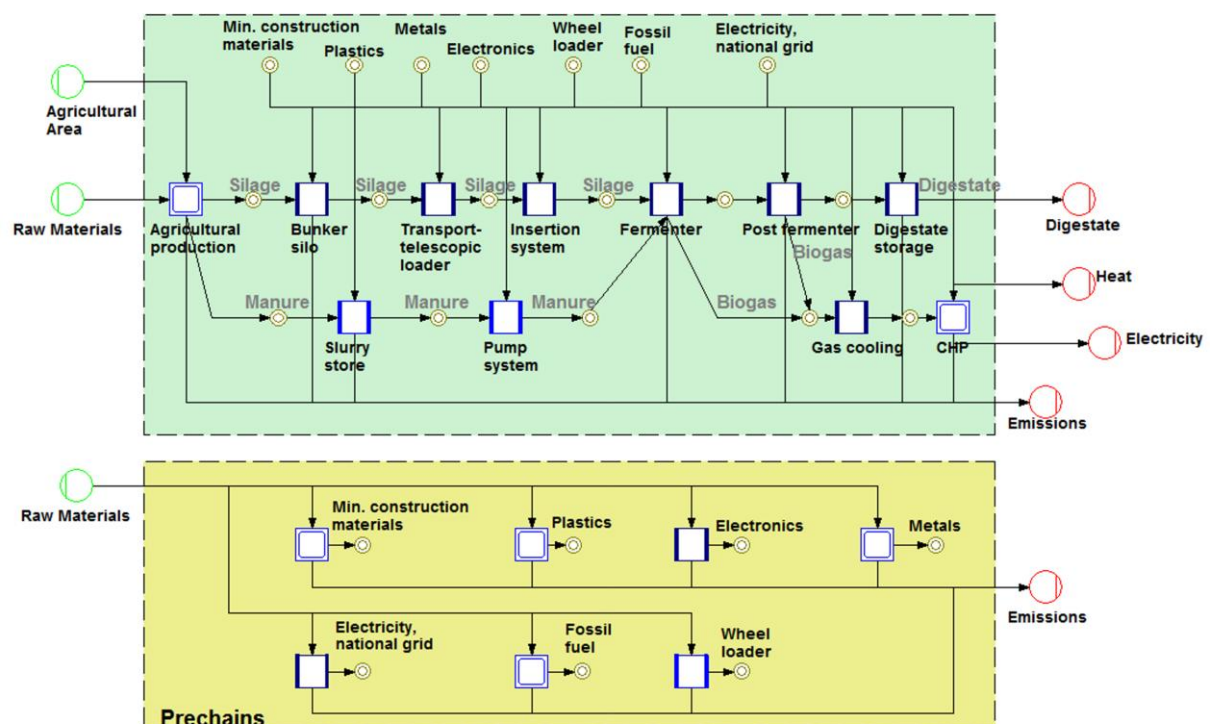 Min. construction
materials
Plastics
Metals
Electronics
Wheel
loader
Fossil
fuel
Electricity,
national grid
Agricultural
Area
Raw Materials
Silage
Silage
Silage
Silage
Digestate
Agricultural
production
Bunker
silo
Transport-
telescopic
loader
Insertion
system
Fermenter
Post fermenter
Digestate
storage
Digestate
Biogas
Heat
Manure
Manure
Manure
Biogas
Slurry
store
Pump
system
Gas cooling
CHP
Electricity
Emissions
Raw Materials
Min. construction
materials
Plastics
Electronics
Metals
Emissions
Electricity,
national grid
Fossil
fuel
Wheel
loader
Prechains